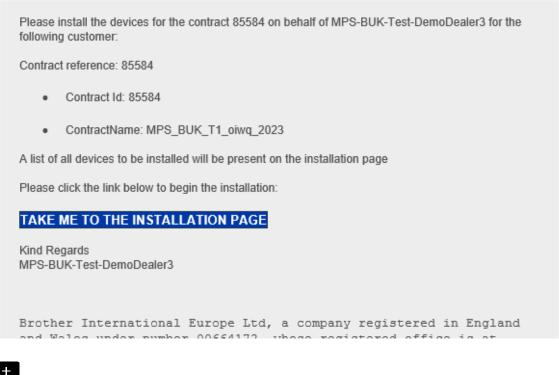 Please install the devices for the contract 85584 on behalf of MPS-BUK-Test-DemoDealer3 for the
following customer:
Contract reference: 85584
• Contract Id: 85584
• ContractName: MPS_BUK_T1_oiwq_2023
A list of all devices to be installed will be present on the installation page
Please click the link below to begin the installation:
TAKE ME TO THE INSTALLATION PAGE
Kind Regards
MPS-BUK-Test-DemoDealer3
Brother International Europe Ltd, a company registered in England
and Wales under number 00664172, whose registered office is at
+